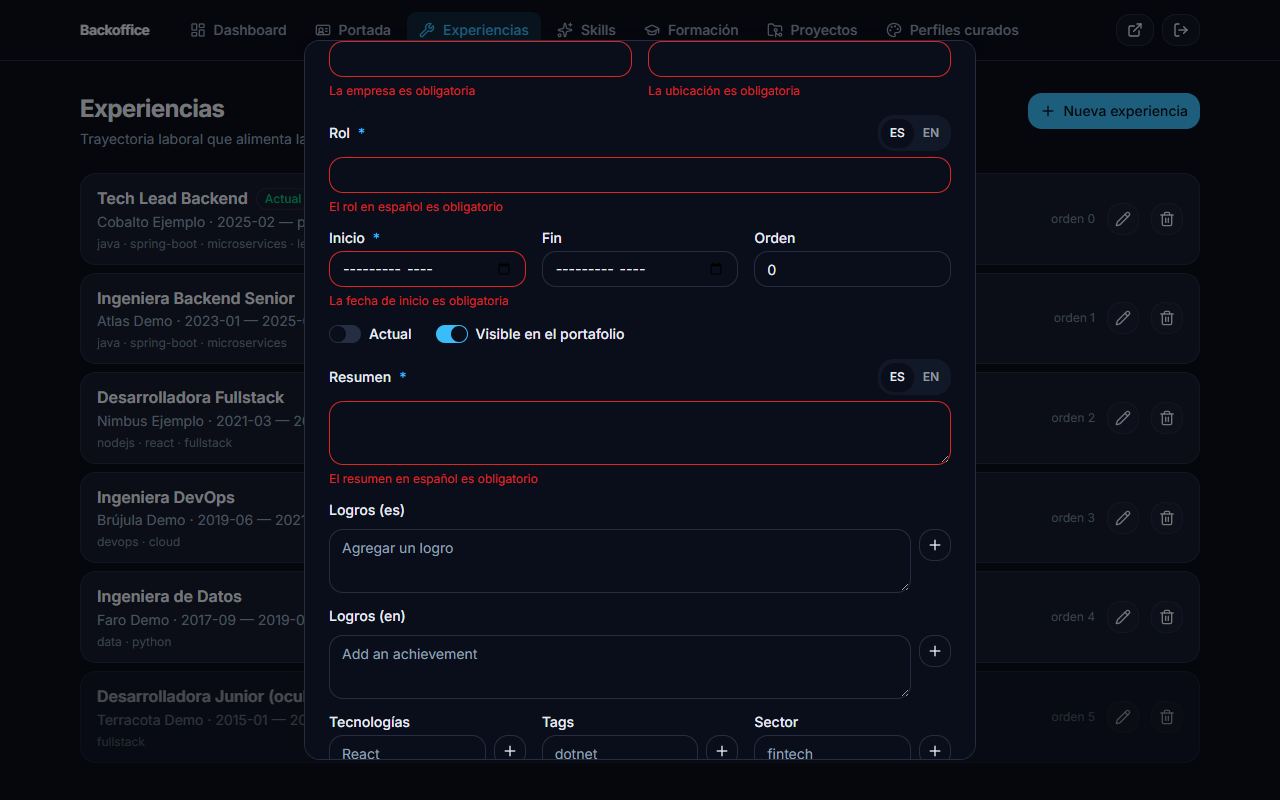 Backoffice
Dashboard
Portada
Experiencias
Skills
Formación
Proyectos
Perfiles curados
Experiencias
Trayectoria laboral que alimenta la
Nueva experiencia
Tech Lead Backend Actual
Cobalto Ejemplo · 2025-02 —
java · spring-boot · microservices ·
orden 0
Ingeniera Backend Senior
Atlas Demo · 2023-01 — 2025-
java · spring-boot · microservices
orden 1
Desarrolladora Fullstack
Nimbus Ejemplo · 2021-03 —
nodejs · react · fullstack
orden 2
Ingeniera DevOps
Brújula Demo · 2019-06 —
devops · cloud
orden 3
Ingeniera de Datos
Faro Demo · 2017-09 — 2019-
data · python
orden 4
Desarrolladora Junior
Terracota Demo · 2015-01 —
fullstack
orden 5
La empresa es obligatoria
La ubicación es obligatoria
Rol *
ES EN
El rol en español es obligatorio
Inicio *
Fin
Orden
--------- ----
--------- ----
0
La fecha de inicio es obligatoria
Actual
Visible en el portafolio
Resumen *
ES EN
El resumen en español es obligatorio
Logros (es)
Agregar un logro
Logros (en)
Add an achievement
Tecnologías
Tags
Sector
React
dotnet
fintech